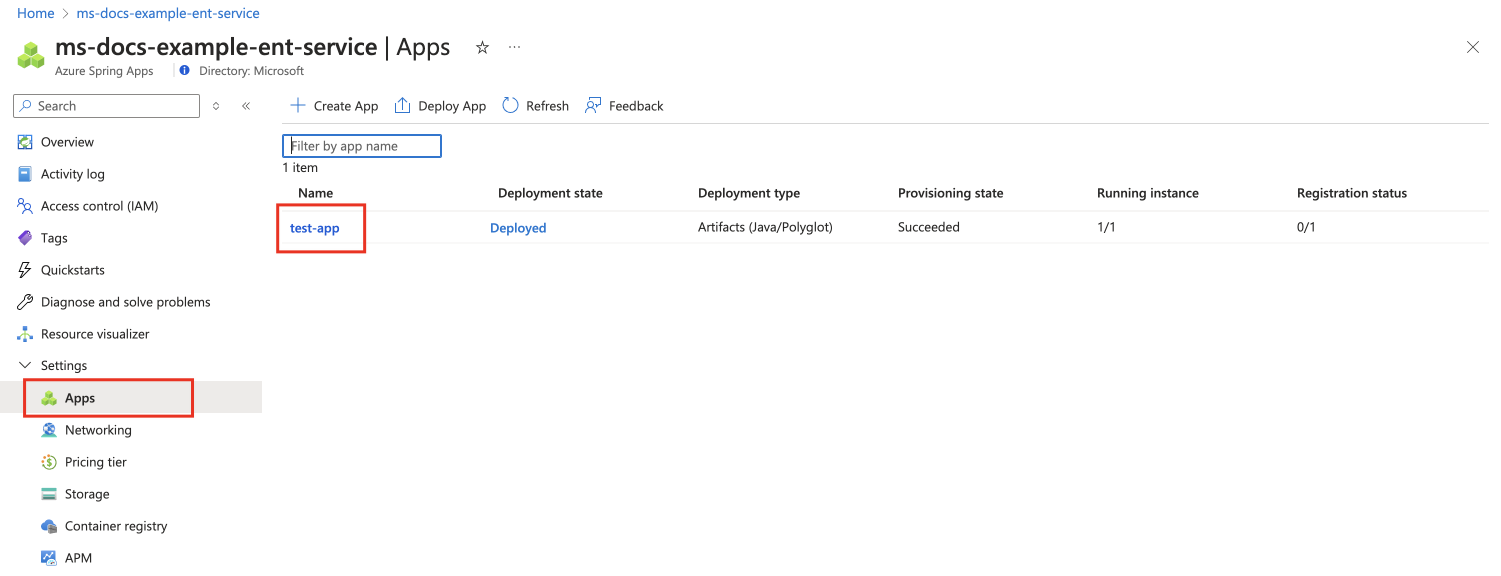 Home > ms-docs-example-ent-service
ms-docs-example-ent-service | Apps
Azure Spring Apps
Directory: Microsoft
Search
Overview
Activity log
Access control (IAM)
Tags
Quickstarts
Diagnose and solve problems
Resource visualizer
Settings
Apps
Networking
Pricing tier
Storage
Container registry
APM
Create App Deploy App Refresh Feedback
Filter by app name
1 item
Name Deployment state Deployment type Provisioning state Running instance Registration status
test-app Deployed Artifacts (Java/Polyglot) Succeeded 1/1 0/1